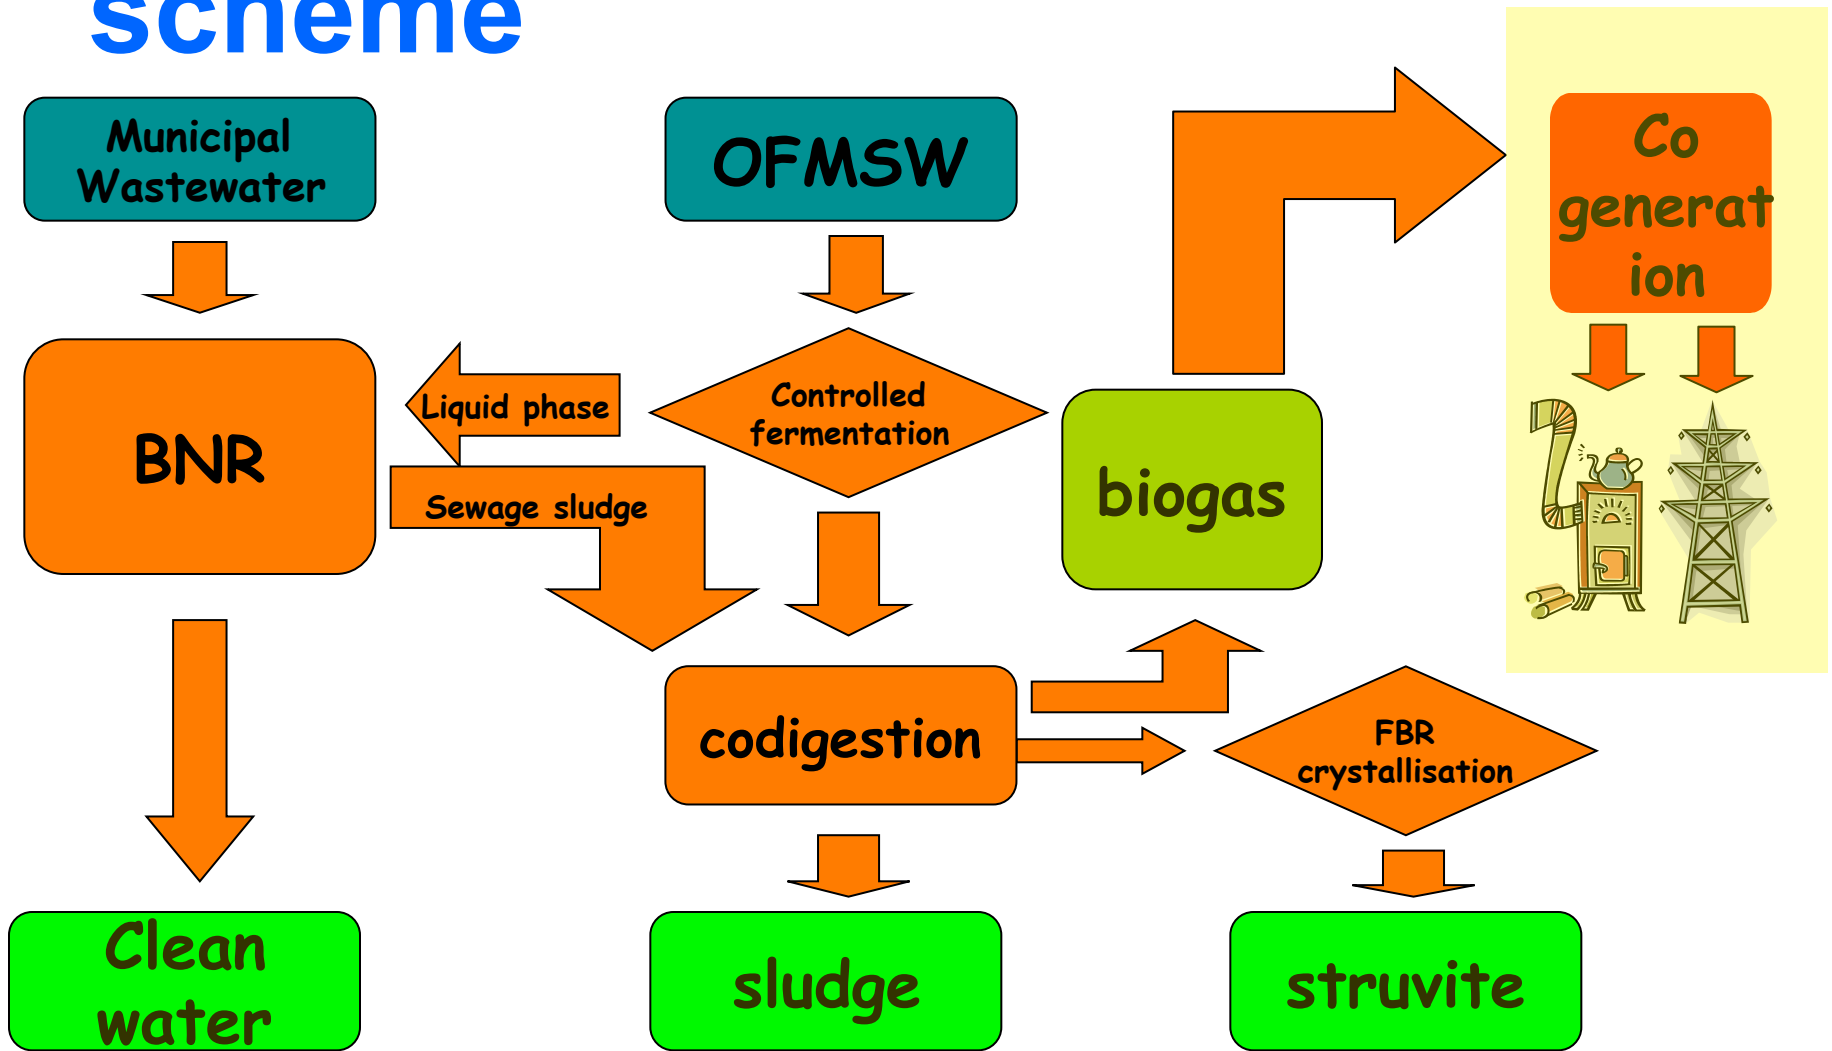 scheme
Municipal
Wastewater
OFMSW
Co
generat
ion
Liquid phase
Controlled
fermentation
BNR
Sewage sludge
biogas
codigestion
FBR
crystallisation
Clean
water
sludge
struvite